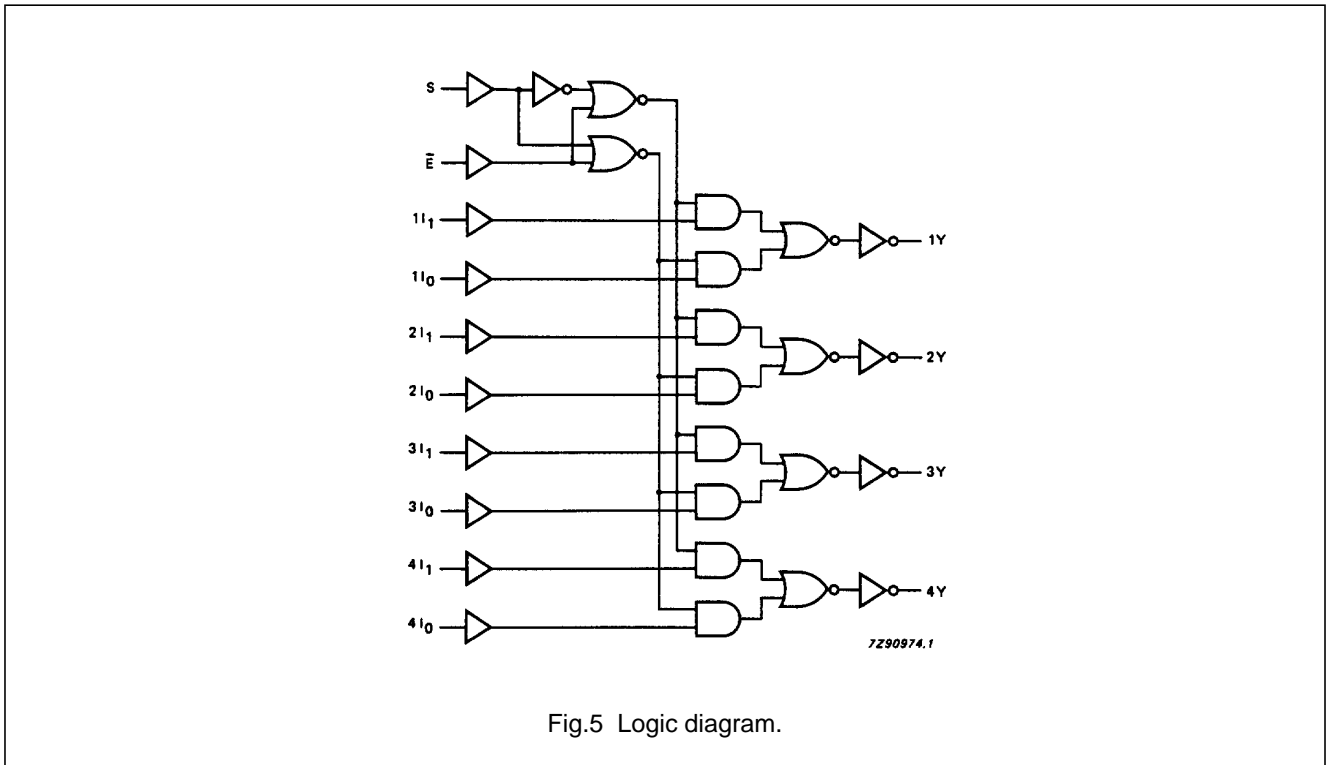 S
E̅
1I₁
1I₀
1Y
2I₁
2Y
2I₀
3I₁
3Y
3I₀
4I₁
4Y
4I₀
7Z90974.1
Fig.5 Logic diagram.